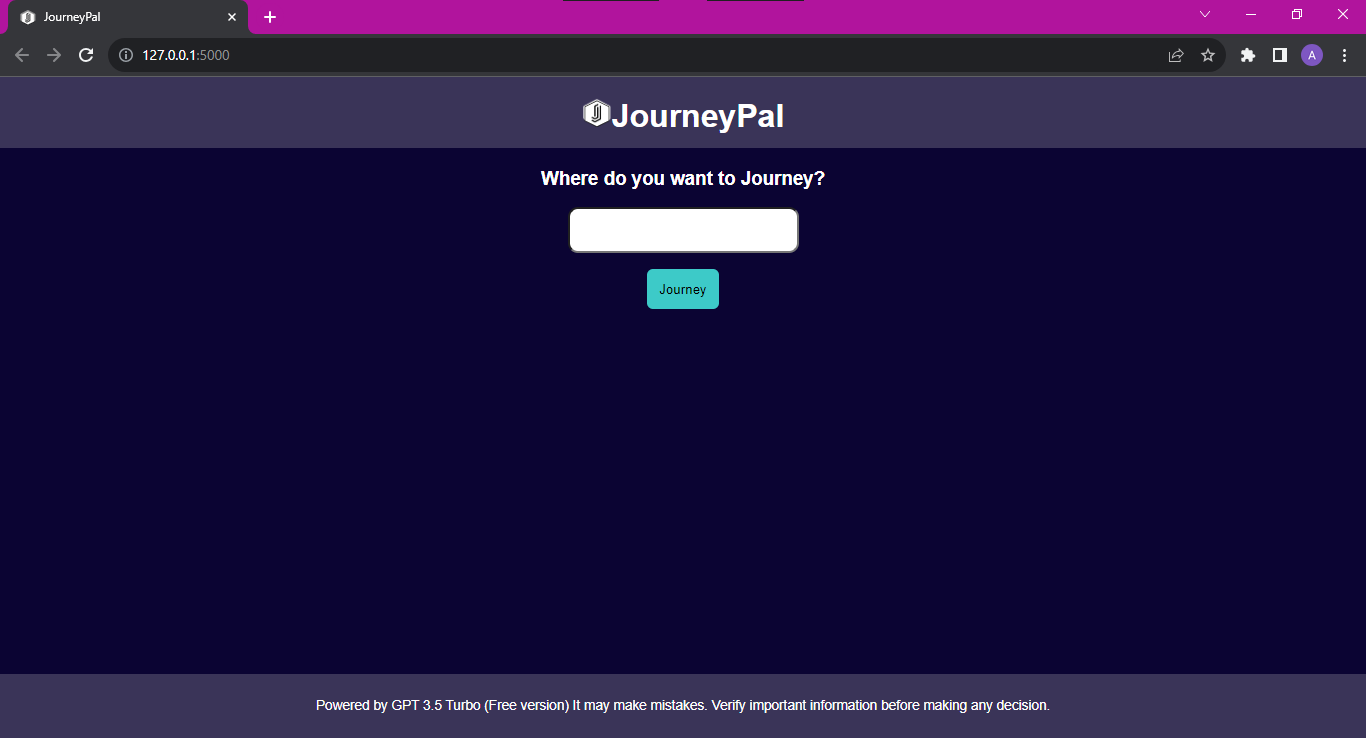 JourneyPal
127.0.0.1:5000
A
JourneyPal
Where do you want to Journey?
Journey
Powered by GPT 3.5 Turbo (Free version) It may make mistakes. Verify important information before making any decision.